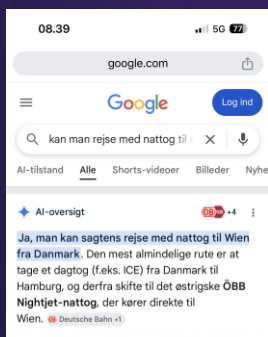 08.39 5G 77
google.com
Google Log ind
kan man rejse med nattog til
AI-tilstand Alle Shorts-videoer Billeder Nyhe
AI-oversigt DB +4
Ja, man kan sagtens rejse med nattog til Wien
fra Danmark. Den mest almindelige rute er at
tage et dagtog (f.eks. ICE) fra Danmark til
Hamburg, og derfra skifte til det østrigske ÖBB
Nightjet-nattog, der kører direkte til
Wien. Deutsche Bahn +1